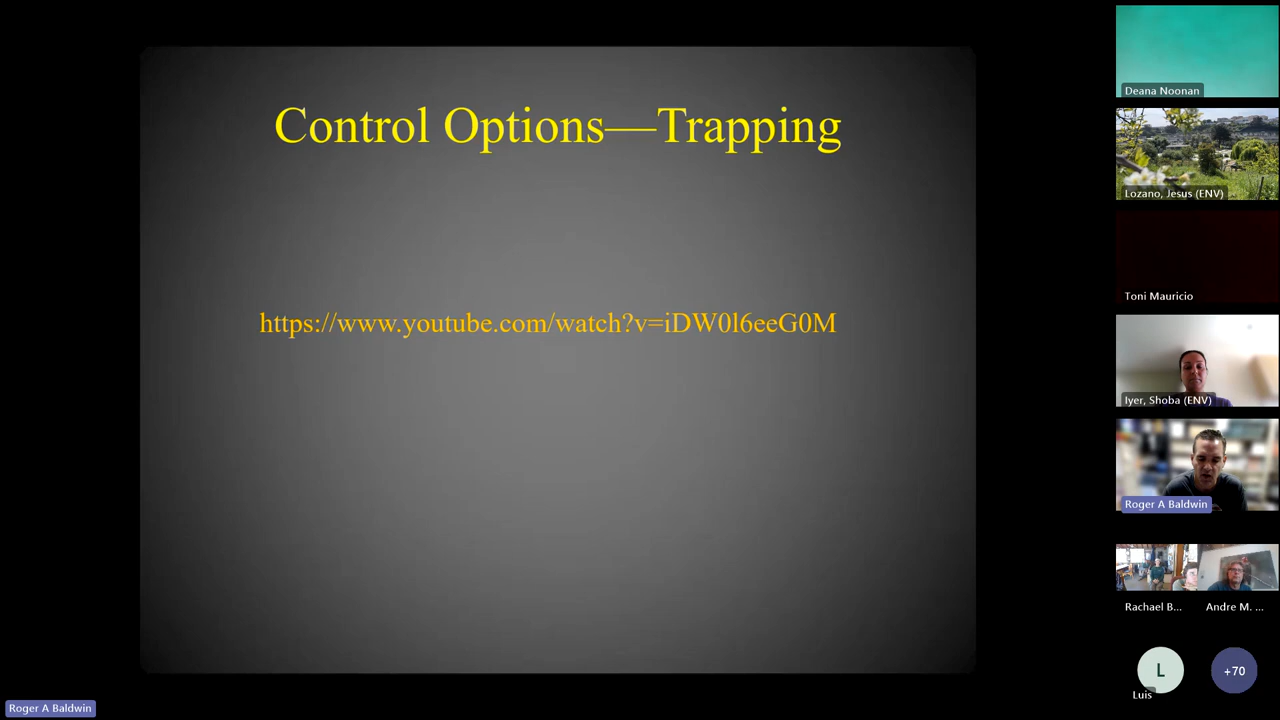 Control Options—Trapping
https://www.youtube.com/watch?v=iDW0l6eeG0M
Deana Noonan
Lozano, Jesus (ENV)
Toni Mauricio
Iyer, Shoba (ENV)
Roger A Baldwin
Rachael B...
Andre M. ...
L
Luis
+70
Roger A Baldwin